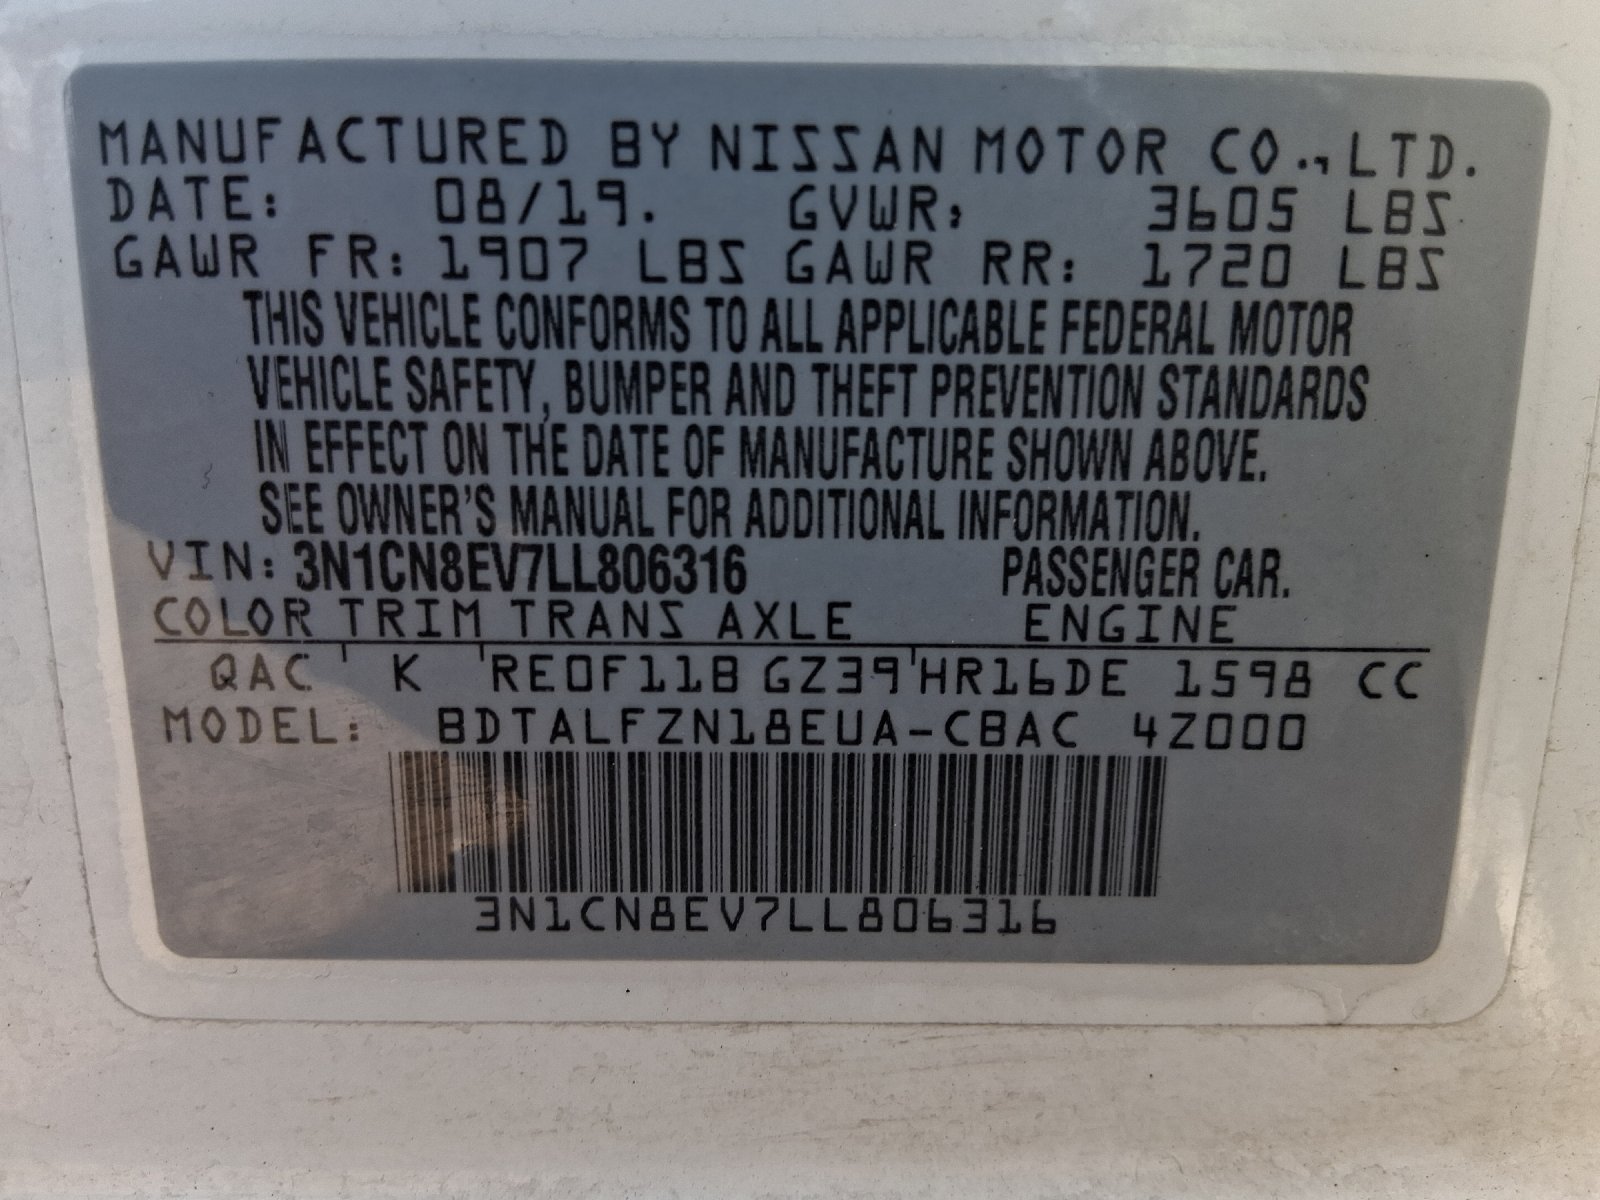 MANUFACTURED BY NISSAN MOTOR CO., LTD.
DATE: 08/19. GVWR: 3605 LBS
GAWR FR: 1907 LBS GAWR RR: 1720 LBS
THIS VEHICLE CONFORMS TO ALL APPLICABLE FEDERAL MOTOR
VEHICLE SAFETY, BUMPER AND THEFT PREVENTION STANDARDS
IN EFFECT ON THE DATE OF MANUFACTURE SHOWN ABOVE.
SEE OWNER'S MANUAL FOR ADDITIONAL INFORMATION.
VIN: 3N1CN8EV7LL806316 PASSENGER CAR.
COLOR TRIM TRANS AXLE ENGINE
QAC K RE0F11B GZ39 HR16DE 1598 CC
MODEL: BDTALFZN18EUA-CBAC 4Z000
3N1CN8EV7LL806316